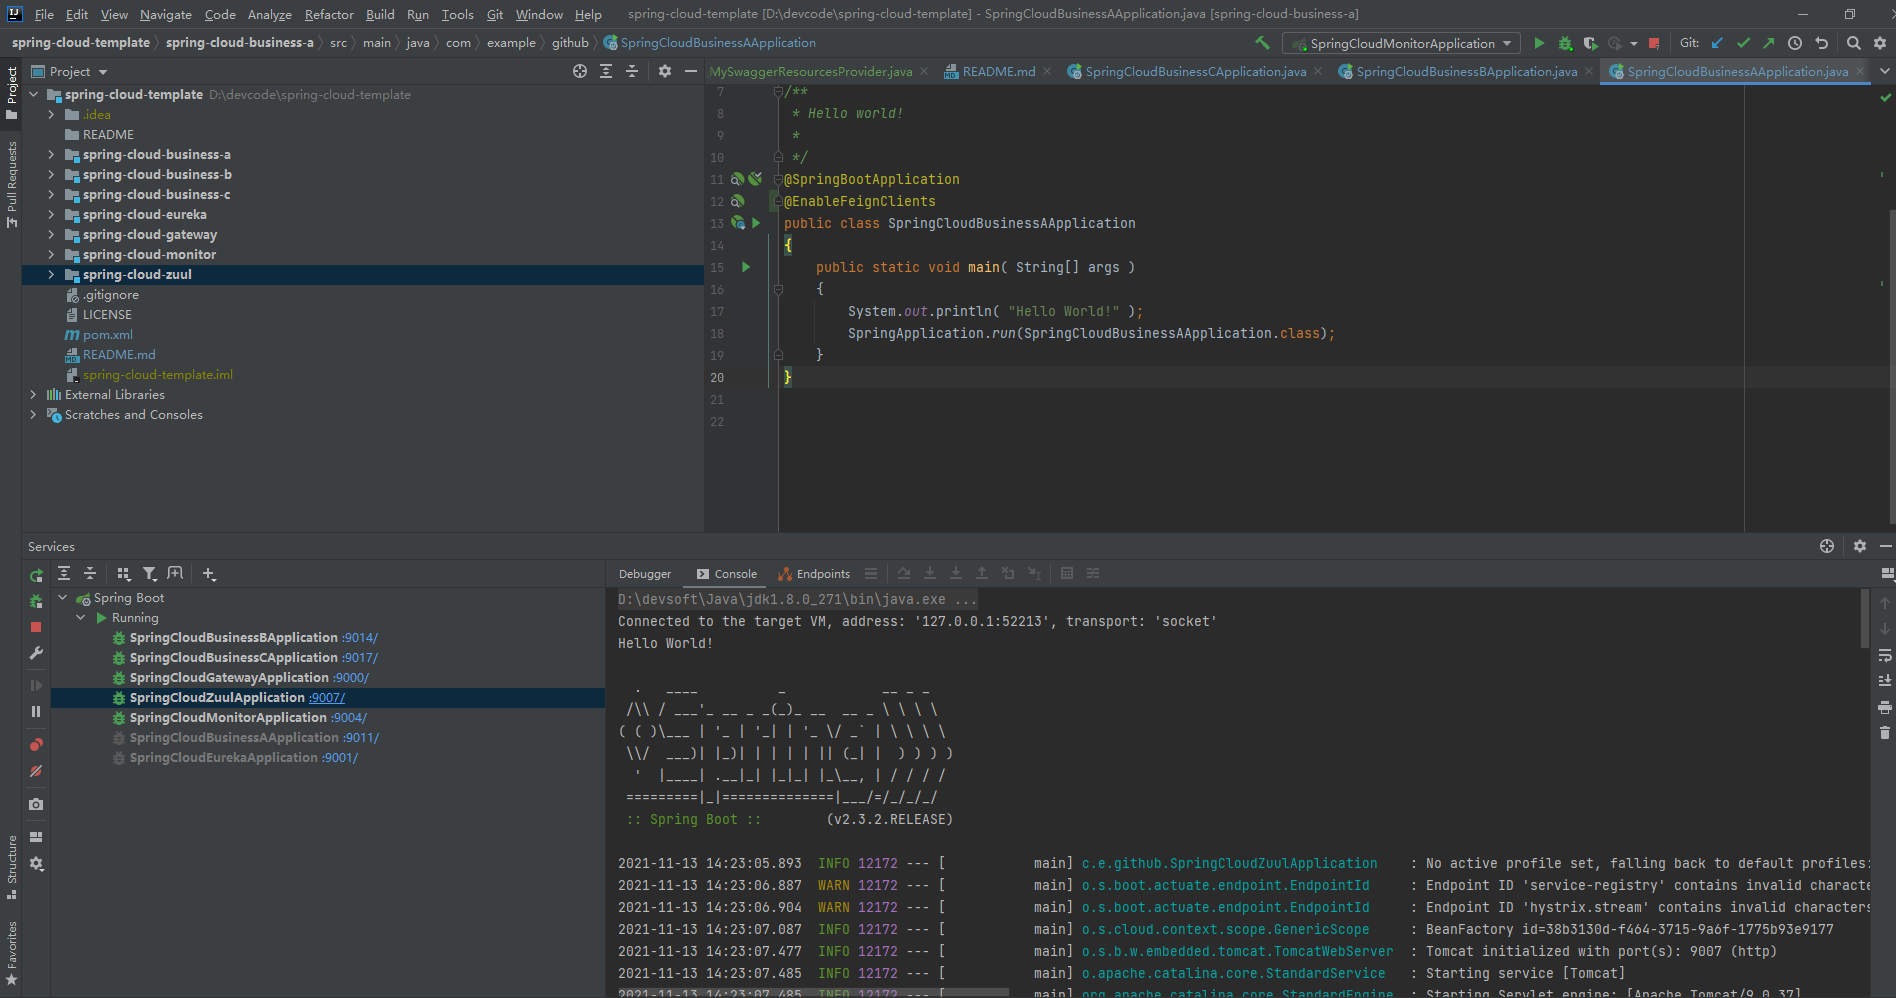 File Edit View Navigate Code Analyze Refactor Build Run Tools Git Window Help spring-cloud-template [D:\devcode\spring-cloud-template] - SpringCloudBusinessAApplication.java [spring-cloud-business-a]
spring-cloud-template spring-cloud-business-a src main java com example github SpringCloudBusinessAApplication SpringCloudMonitorApplication Git:
Project
Pull Requests
Structure
Favorites
Project
MySwaggerResourcesProvider.java README.md SpringCloudBusinessCApplication.java SpringCloudBusinessBApplication.java SpringCloudBusinessAApplication.java
spring-cloud-template D:\devcode\spring-cloud-template
.idea
README
spring-cloud-business-a
spring-cloud-business-b
spring-cloud-business-c
spring-cloud-eureka
spring-cloud-gateway
spring-cloud-monitor
spring-cloud-zuul
.gitignore
LICENSE
pom.xml
README.md
spring-cloud-template.iml
External Libraries
Scratches and Consoles
7 /**
8 * Hello world!
9 *
10 */
11 @SpringBootApplication
12 @EnableFeignClients
13 public class SpringCloudBusinessAApplication
14 {
15 public static void main( String[] args )
16 {
17 System.out.println( "Hello World!" );
18 SpringApplication.run(SpringCloudBusinessAApplication.class);
19 }
20 }
21
22
Services
Spring Boot
Running
SpringCloudBusinessBApplication :9014/
SpringCloudBusinessCApplication :9017/
SpringCloudGatewayApplication :9000/
SpringCloudZuulApplication :9007/
SpringCloudMonitorApplication :9004/
SpringCloudBusinessAApplication :9011/
SpringCloudEurekaApplication :9001/
Debugger Console Endpoints
D:\devsoft\Java\jdk1.8.0_271\bin\java.exe ...
Connected to the target VM, address: '127.0.0.1:52213', transport: 'socket'
Hello World!
  .   ____          _            __ _ _
 /\\ / ___'_ __ _ _(_)_ __  __ _ \ \ \ \
( ( )\___ | '_ | '_| | '_ \/ _` | \ \ \ \
 \\/  ___)| |_)| | | | | || (_| |  ) ) ) )
  '  |____| .__|_| |_|_| |_\__, | / / / /
 =========|_|==============|___/=/_/_/_/
 :: Spring Boot ::        (v2.3.2.RELEASE)
2021-11-13 14:23:05.893  INFO 12172 --- [           main] c.e.github.SpringCloudZuulApplication    : No active profile set, falling back to default profiles:
2021-11-13 14:23:06.887  WARN 12172 --- [           main] o.s.boot.actuate.endpoint.EndpointId     : Endpoint ID 'service-registry' contains invalid characte
2021-11-13 14:23:06.904  WARN 12172 --- [           main] o.s.boot.actuate.endpoint.EndpointId     : Endpoint ID 'hystrix.stream' contains invalid characters
2021-11-13 14:23:07.087  INFO 12172 --- [           main] o.s.cloud.context.scope.GenericScope     : BeanFactory id=38b3130d-f464-3715-9a6f-1775b93e9177
2021-11-13 14:23:07.477  INFO 12172 --- [           main] o.s.b.w.embedded.tomcat.TomcatWebServer  : Tomcat initialized with port(s): 9007 (http)
2021-11-13 14:23:07.485  INFO 12172 --- [           main] o.apache.catalina.core.StandardService   : Starting service [Tomcat]
2021-11-13 14:23:07.485  INFO 12172 --- [           main] org.apache.catalina.core.StandardEngine  : Starting Servlet engine: [Apache Tomcat/9.0.37]